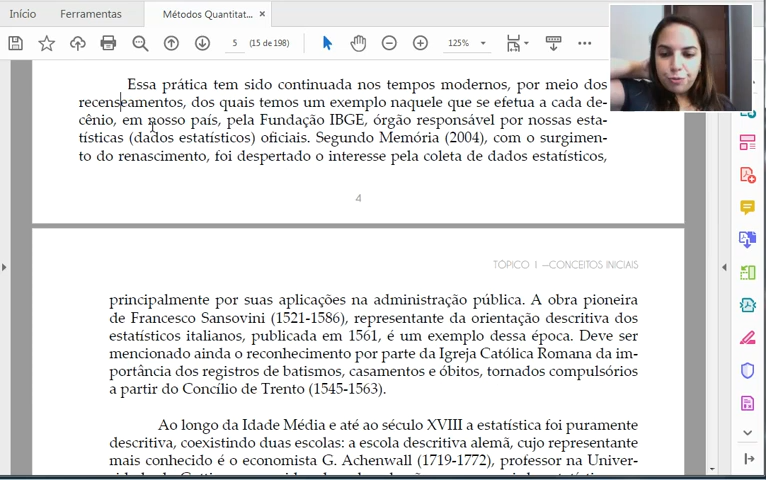 Início
Ferramentas
Métodos Quantitat...
×
5
(15 de 198)
125%
Essa prática tem sido continuada nos tempos modernos, por meio dos
recenseamentos, dos quais temos um exemplo naquele que se efetua a cada de-
cênio, em nosso país, pela Fundação IBGE, órgão responsável por nossas esta-
tísticas (dados estatísticos) oficiais. Segundo Memória (2004), com o surgimen-
to do renascimento, foi despertado o interesse pela coleta de dados estatísticos,
4
TÓPICO 1 —CONCEITOS INICIAIS
principalmente por suas aplicações na administração pública. A obra pioneira
de Francesco Sansovini (1521-1586), representante da orientação descritiva dos
estatísticos italianos, publicada em 1561, é um exemplo dessa época. Deve ser
mencionado ainda o reconhecimento por parte da Igreja Católica Romana da im-
portância dos registros de batismos, casamentos e óbitos, tornados compulsórios
a partir do Concílio de Trento (1545-1563).
Ao longo da Idade Média e até ao século XVIII a estatística foi puramente
descritiva, coexistindo duas escolas: a escola descritiva alemã, cujo representante
mais conhecido é o economista G. Achenwall (1719-1772), professor na Univer-